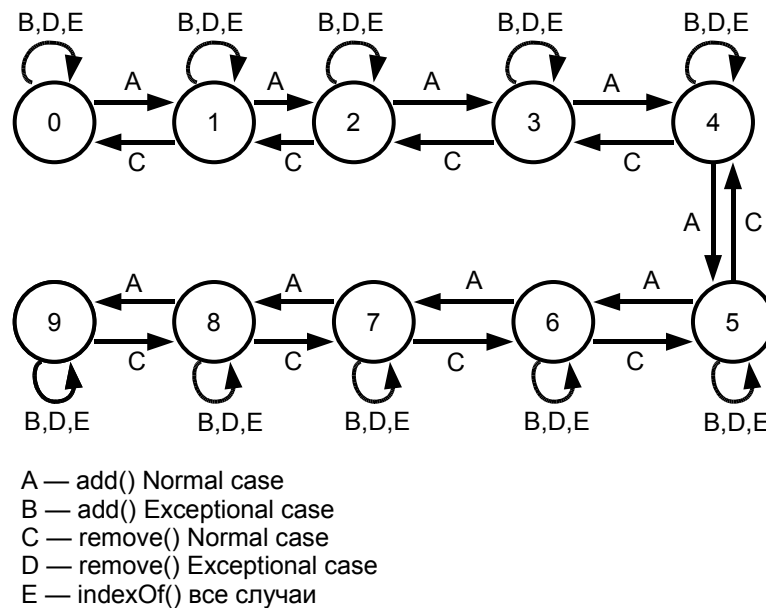 B,D,E B,D,E B,D,E B,D,E B,D,E
A A A A
0 1 2 3 4
C C C C
A C
A A A A
9 8 7 6 5
C C C C
B,D,E B,D,E B,D,E B,D,E B,D,E
A — add() Normal case
B — add() Exceptional case
C — remove() Normal case
D — remove() Exceptional case
E — indexOf() все случаи